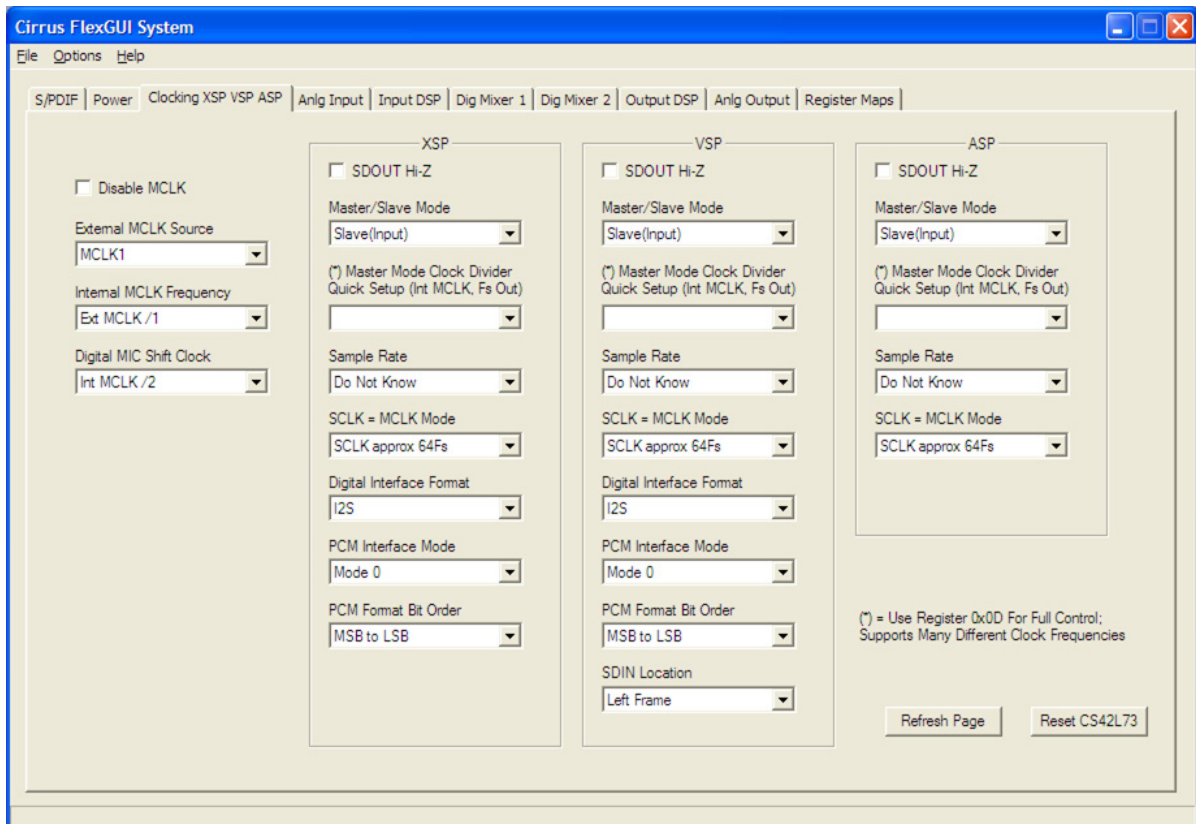 Cirrus FlexGUI System
File Options Help
S/PDIF Power Clocking XSP VSP ASP Anlg Input Input DSP Dig Mixer 1 Dig Mixer 2 Output DSP Anlg Output Register Maps
Disable MCLK
External MCLK Source
MCLK1
Internal MCLK Frequency
Ext MCLK /1
Digital MIC Shift Clock
Int MCLK /2
XSP
SDOUT Hi-Z
Master/Slave Mode
Slave(Input)
(*) Master Mode Clock Divider
Quick Setup (Int MCLK, Fs Out)
Sample Rate
Do Not Know
SCLK = MCLK Mode
SCLK approx 64Fs
Digital Interface Format
I2S
PCM Interface Mode
Mode 0
PCM Format Bit Order
MSB to LSB
VSP
SDOUT Hi-Z
Master/Slave Mode
Slave(Input)
(*) Master Mode Clock Divider
Quick Setup (Int MCLK, Fs Out)
Sample Rate
Do Not Know
SCLK = MCLK Mode
SCLK approx 64Fs
Digital Interface Format
I2S
PCM Interface Mode
Mode 0
PCM Format Bit Order
MSB to LSB
SDIN Location
Left Frame
ASP
SDOUT Hi-Z
Master/Slave Mode
Slave(Input)
(*) Master Mode Clock Divider
Quick Setup (Int MCLK, Fs Out)
Sample Rate
Do Not Know
SCLK = MCLK Mode
SCLK approx 64Fs
(*) = Use Register 0x0D For Full Control;
Supports Many Different Clock Frequencies
Refresh Page Reset CS42L73